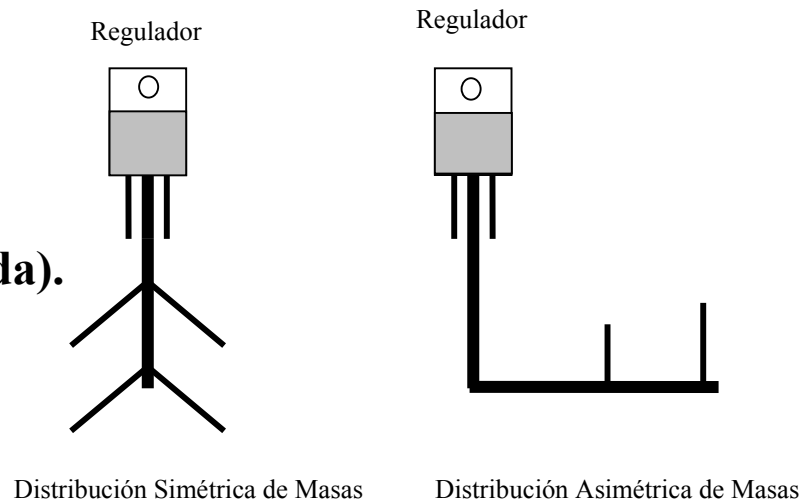 Regulador
Regulador
da).
Distribución Simétrica de Masas
Distribución Asimétrica de Masas